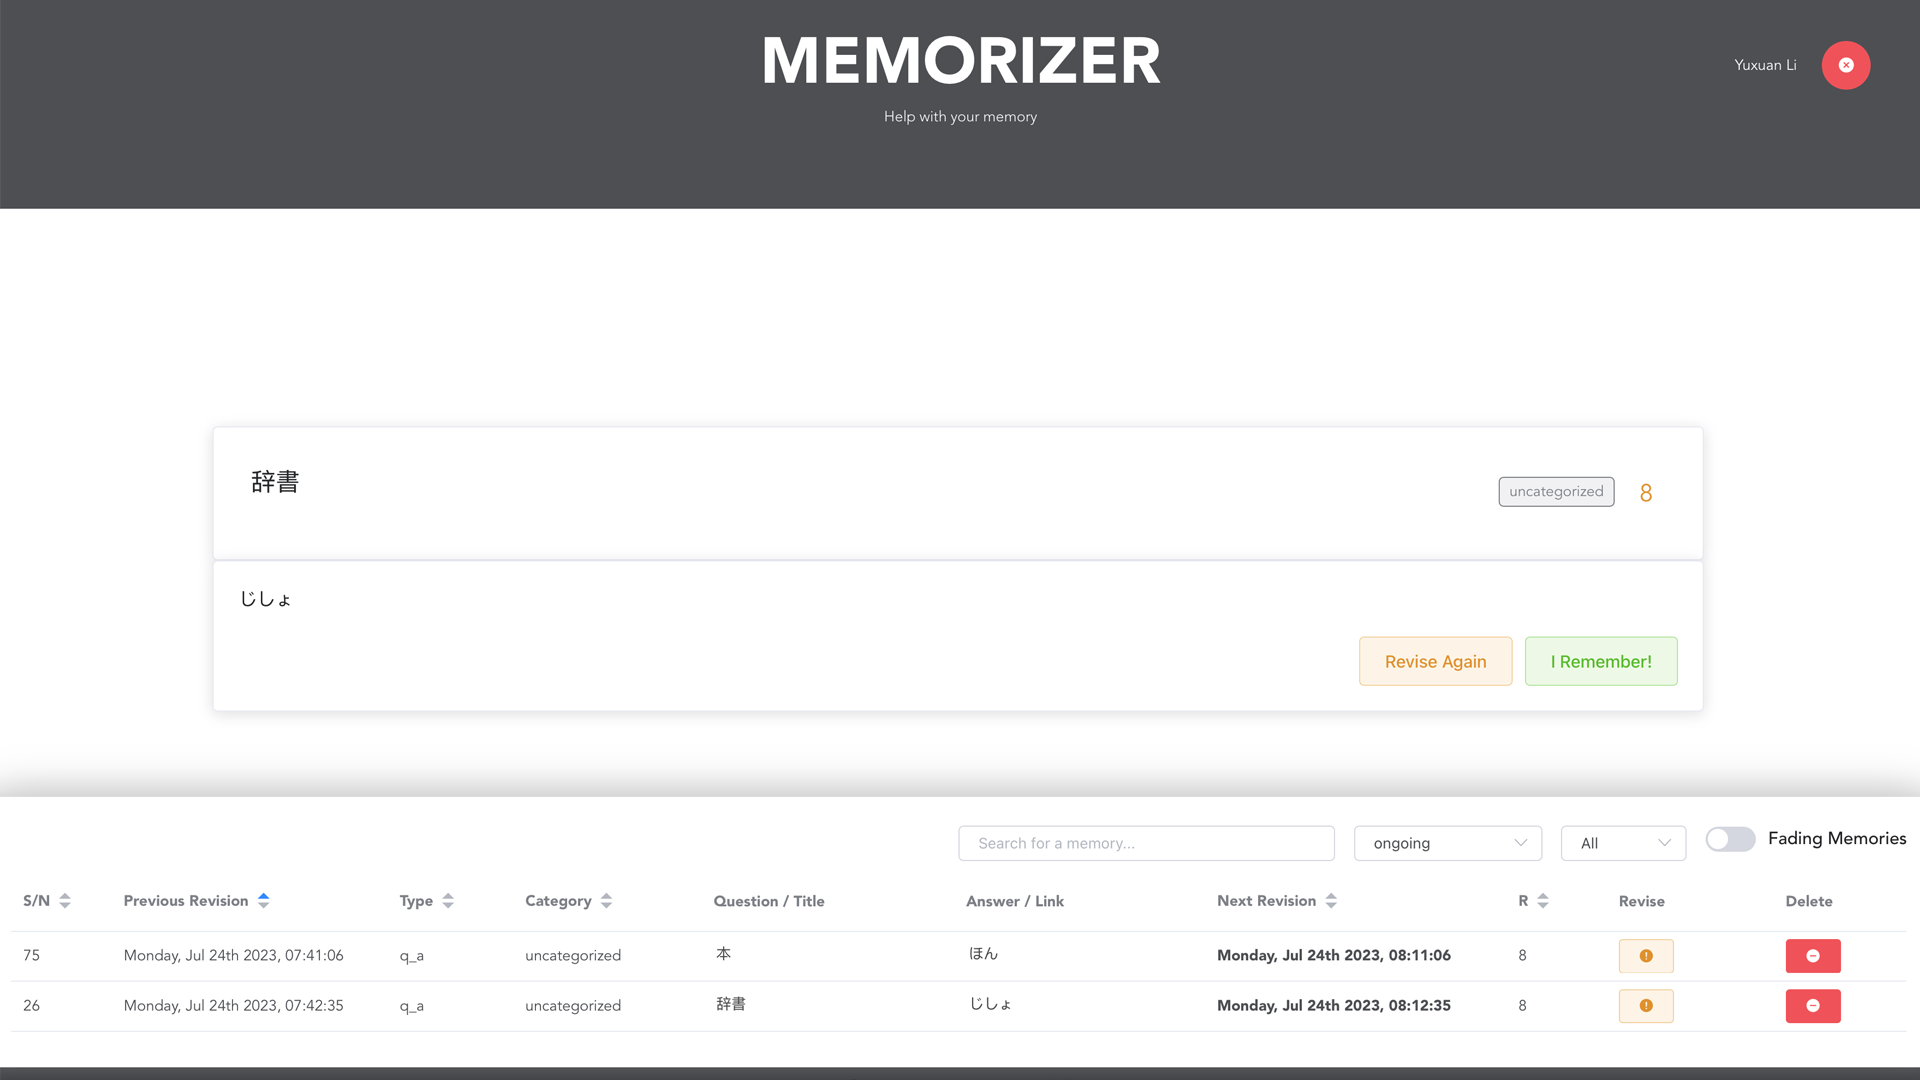 MEMORIZER
Help with your memory
Yuxuan Li
辞書
uncategorized 8
じしょ
Revise Again I Remember!
Search for a memory... ongoing All Fading Memories
S/N Previous Revision Type Category Question / Title Answer / Link Next Revision R Revise Delete
75 Monday, Jul 24th 2023, 07:41:06 q_a uncategorized 本 ほん Monday, Jul 24th 2023, 08:11:06 8
26 Monday, Jul 24th 2023, 07:42:35 q_a uncategorized 辞書 じしょ Monday, Jul 24th 2023, 08:12:35 8